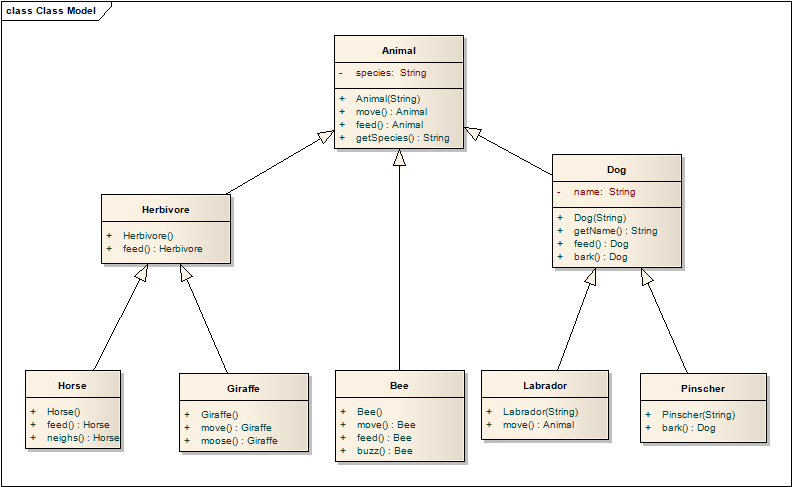 class Class Model
Animal
- species: String
+ Animal(String)
+ move() : Animal
+ feed() : Animal
+ getSpecies() : String
Herbivore
+ Herbivore()
+ feed() : Herbivore
Dog
- name: String
+ Dog(String)
+ getName() : String
+ feed() : Dog
+ bark() : Dog
Horse
+ Horse()
+ feed() : Horse
+ neighs() : Horse
Giraffe
+ Giraffe()
+ move() : Giraffe
+ moose() : Giraffe
Bee
+ Bee()
+ move() : Bee
+ feed() : Bee
+ buzz() : Bee
Labrador
+ Labrador(String)
+ move() : Animal
Pinscher
+ Pinscher(String)
+ bark() : Dog